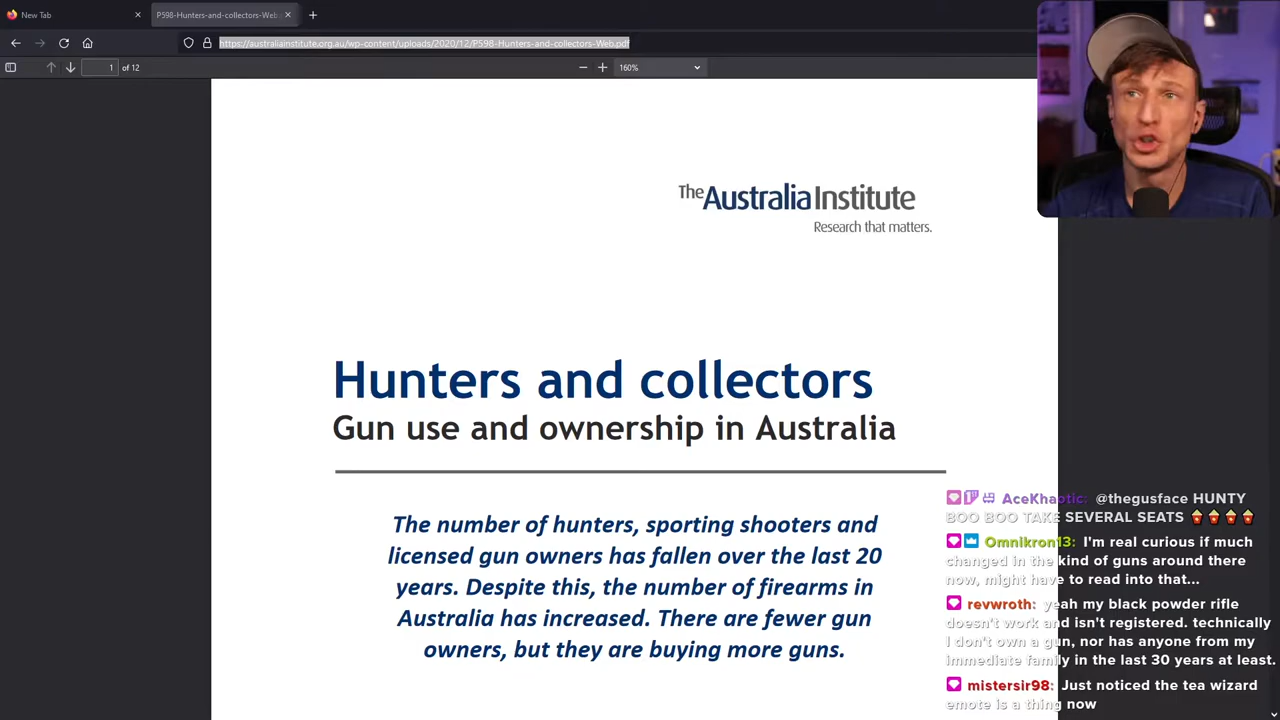 New Tab
P598-Hunters-and-collectors-Web.
https://australiainstitute.org.au/wp-content/uploads/2020/12/P598-Hunters-and-collectors-Web.pdf
1 of 12
160%
The Australia Institute
Research that matters.
Hunters and collectors
Gun use and ownership in Australia
The number of hunters, sporting shooters and
licensed gun owners has fallen over the last 20
years. Despite this, the number of firearms in
Australia has increased. There are fewer gun
owners, but they are buying more guns.
AceKhaotic: @thegusface HUNTY
BOO BOO TAKE SEVERAL SEATS
Omnikron13: I'm real curious if much
changed in the kind of guns around there
now, might have to read into that...
revwroth: yeah my black powder rifle
doesn't work and isn't registered. technically
I don't own a gun, nor has anyone from my
immediate family in the last 30 years at least.
mistersir98: Just noticed the tea wizard
emote is a thing now